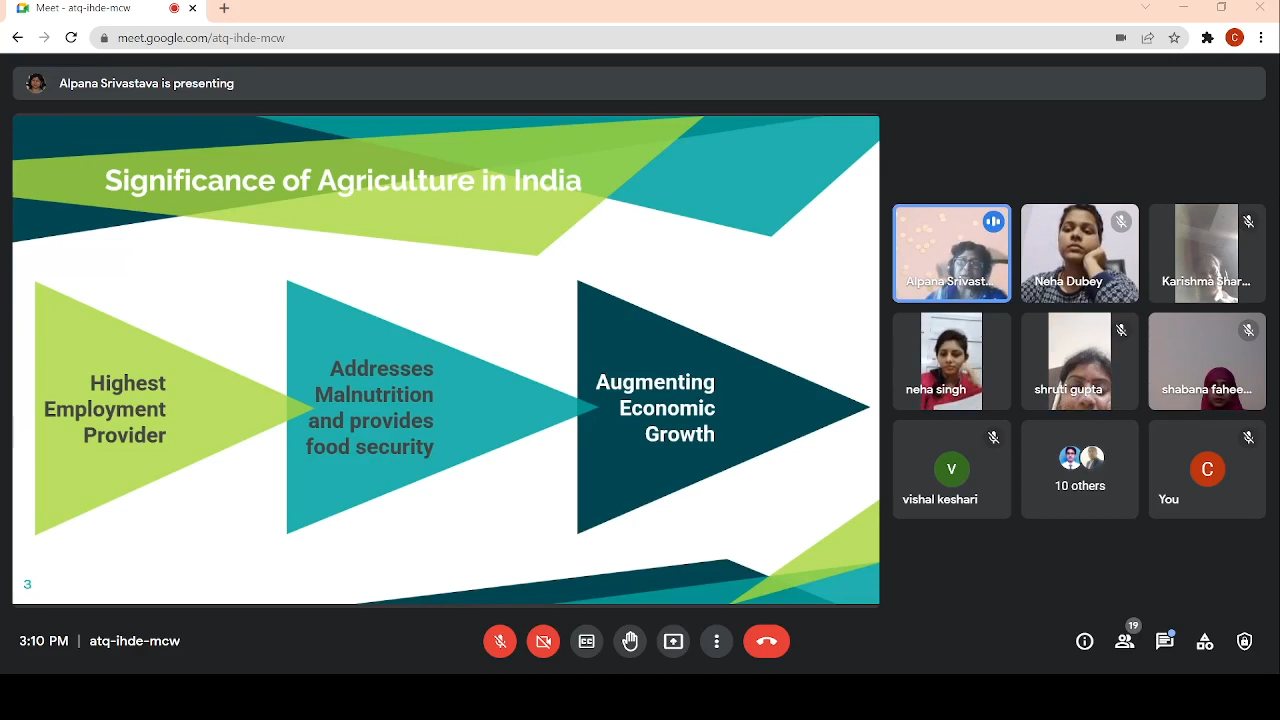 Meet - atq-ihde-mcw
meet.google.com/atq-ihde-mcw
C
Alpana Srivastava is presenting
Significance of Agriculture in India
Highest
Employment
Provider
Addresses
Malnutrition
and provides
food security
Augmenting
Economic
Growth
3
Alpana Srivast...
Neha Dubey
Karishma Shar...
neha singh
shruti gupta
shabana fahee...
V
vishal keshari
10 others
C
You
3:10 PM | atq-ihde-mcw
CC
19